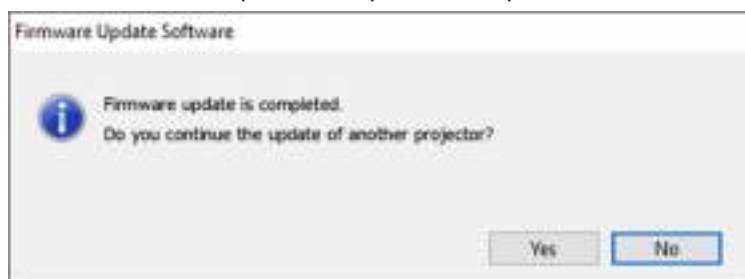 Firmware Update Software
Firmware update is completed.
Do you continue the update of another projector?
Yes
No